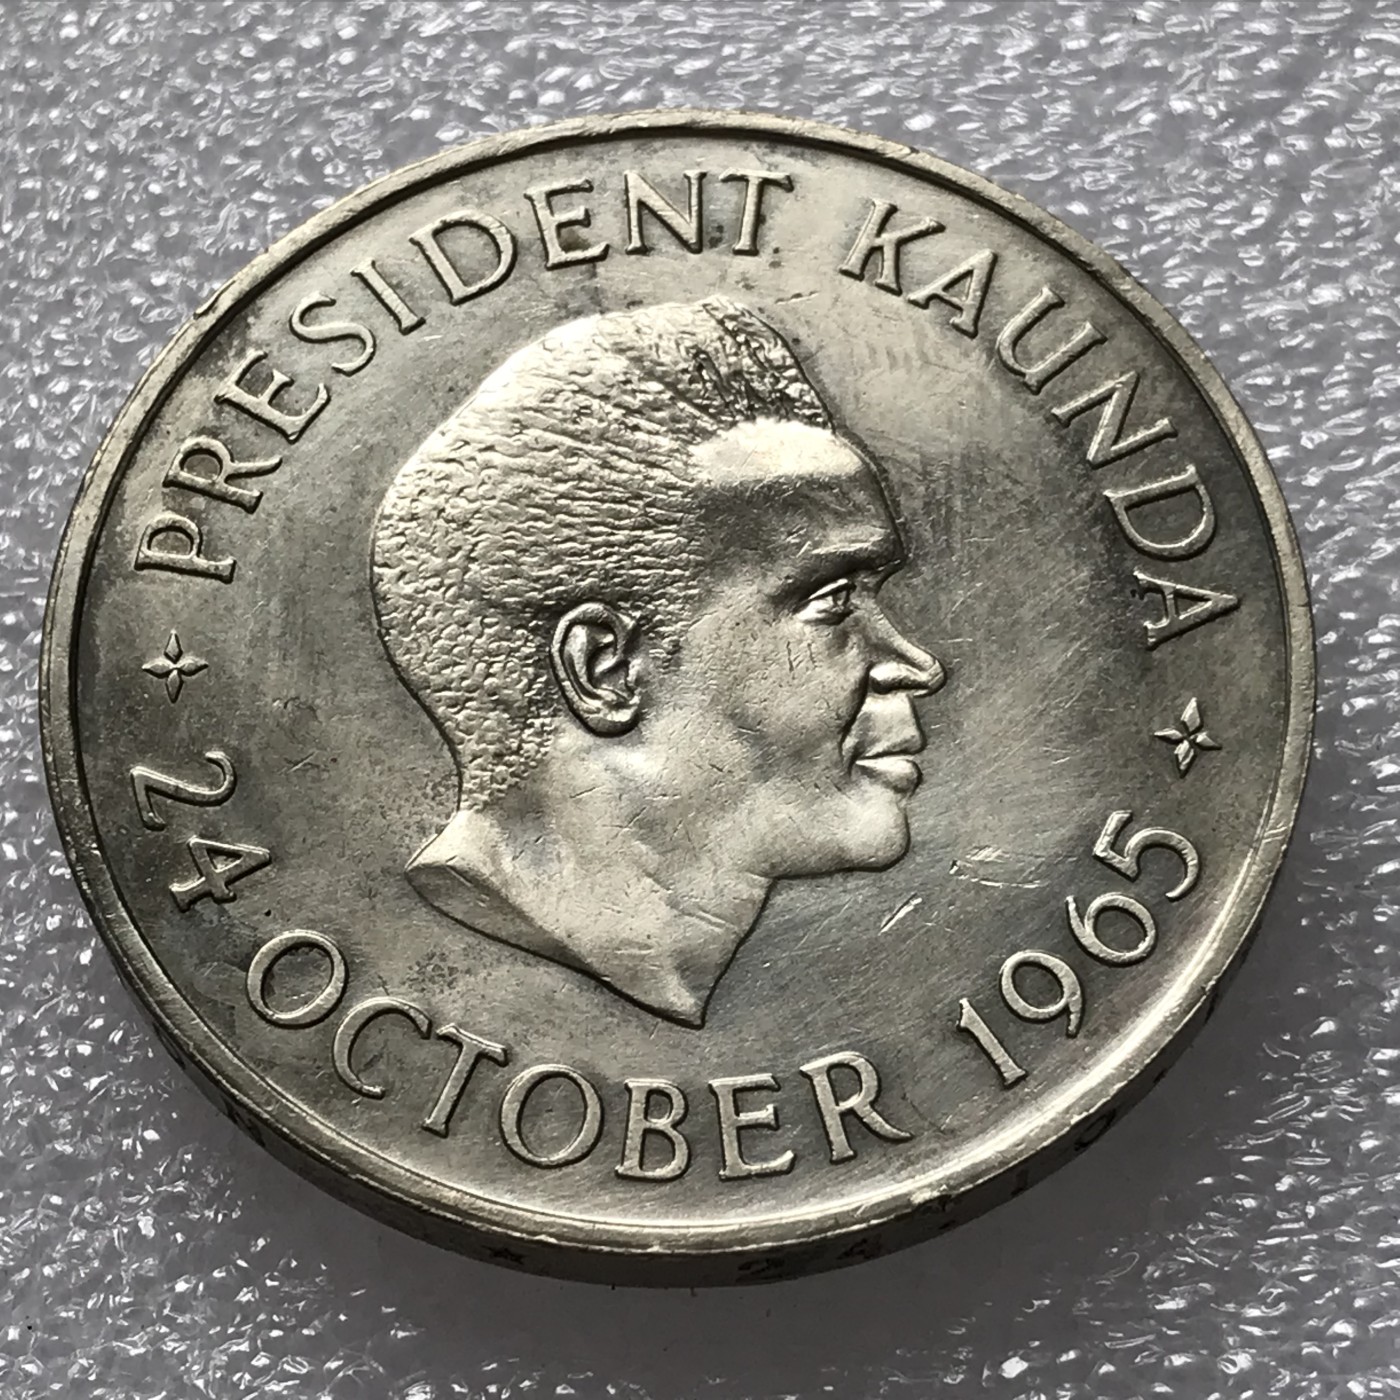 PRESIDENT KAUNDA
24 OCTOBER 1965